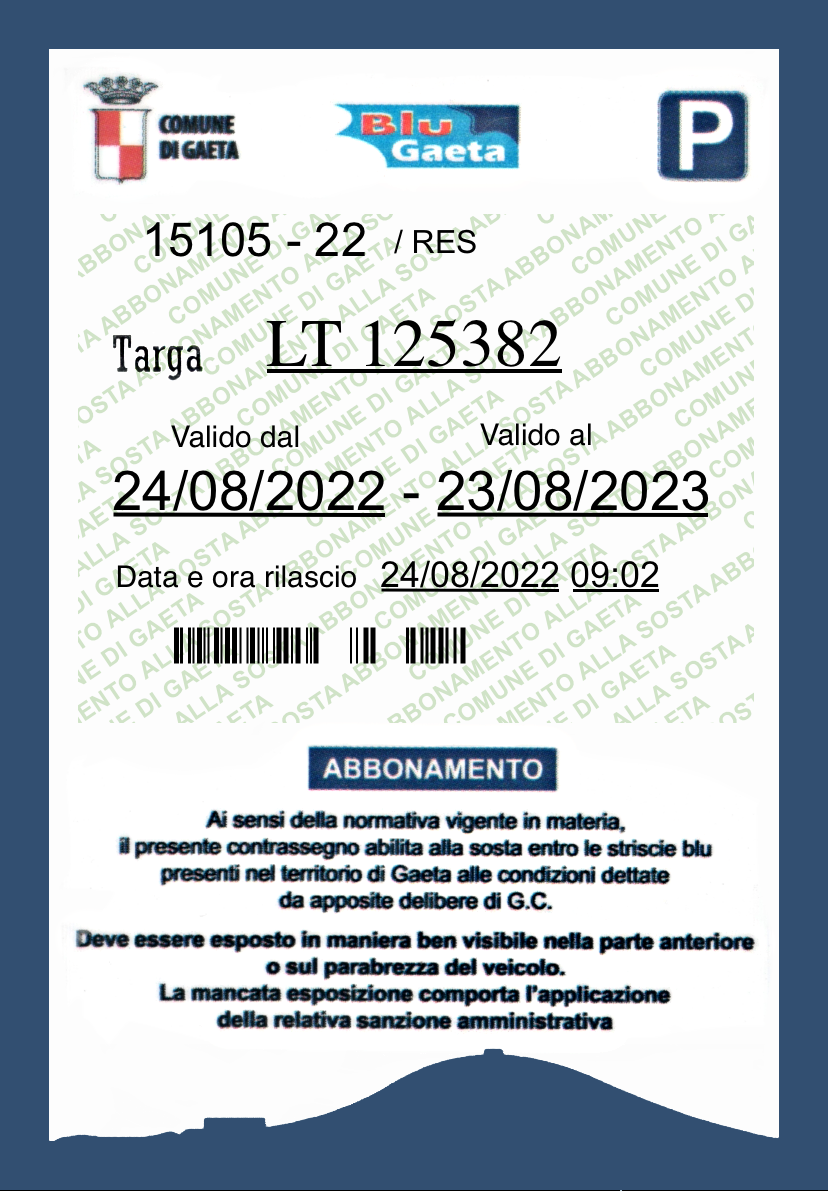 COMUNE
DI GAETA
Blu
Gaeta
P
15105 - 22 / RES
Targa LT 125382
Valido dal Valido al
24/08/2022 - 23/08/2023
Data e ora rilascio 24/08/2022 09:02
ABBONAMENTO
Ai sensi della normativa vigente in materia,
il presente contrassegno abilita alla sosta entro le striscie blu
presenti nel territorio di Gaeta alle condizioni dettate
da apposite delibere di G.C.
Deve essere esposto in maniera ben visibile nella parte anteriore
o sul parabrezza del veicolo.
La mancata esposizione comporta l'applicazione
della relativa sanzione amministrativa